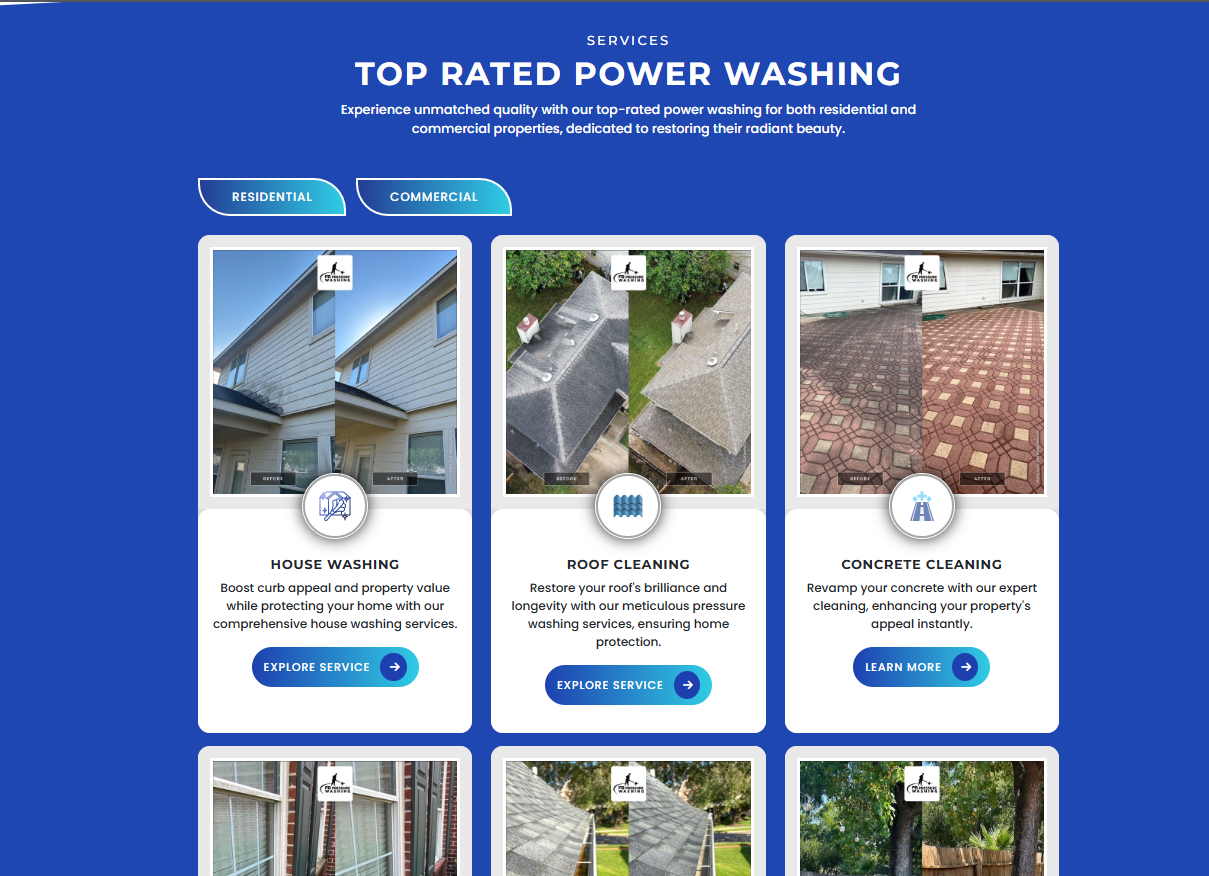 SERVICES
TOP RATED POWER WASHING
Experience unmatched quality with our top-rated power washing for both residential and
commercial properties, dedicated to restoring their radiant beauty.
RESIDENTIAL
COMMERCIAL
PRESSURE
WASHING
BEFORE
AFTER
HOUSE WASHING
Boost curb appeal and property value
while protecting your home with our
comprehensive house washing services.
EXPLORE SERVICE
PRESSURE
WASHING
BEFORE
AFTER
ROOF CLEANING
Restore your roof's brilliance and
longevity with our meticulous pressure
washing services, ensuring home
protection.
EXPLORE SERVICE
PRESSURE
WASHING
BEFORE
AFTER
CONCRETE CLEANING
Revamp your concrete with our expert
cleaning, enhancing your property's
appeal instantly.
LEARN MORE
PRESSURE
WASHING
PRESSURE
WASHING
PRESSURE
WASHING